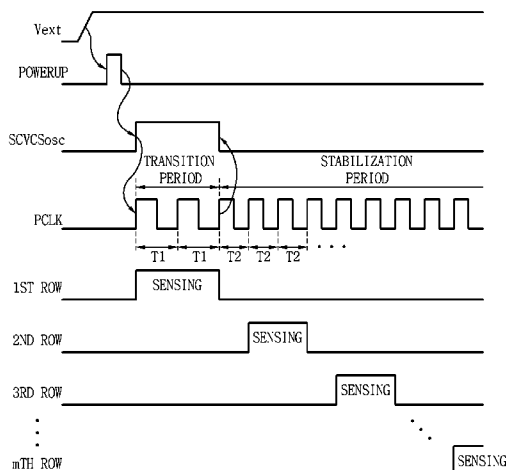 Vext
POWERUP
SCVCSosc
TRANSITION PERIOD
STABILIZATION PERIOD
PCLK
T1 T1 T2 T2 T2 ...
1ST ROW SENSING
2ND ROW SENSING
3RD ROW SENSING
mTH ROW SENSING